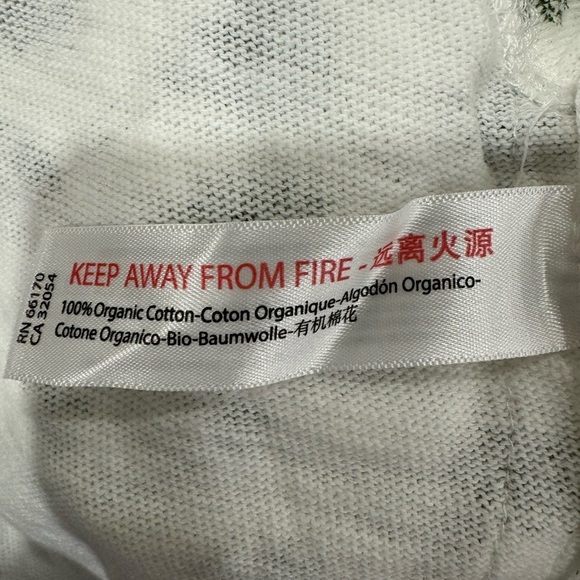 KEEP AWAY FROM FIRE -远离火源
100% Organic Cotton-Coton Organique-Algodón Organico-
Cotone Organico-Bio-Baumwolle-有机棉花
RN 66170
CA 32054